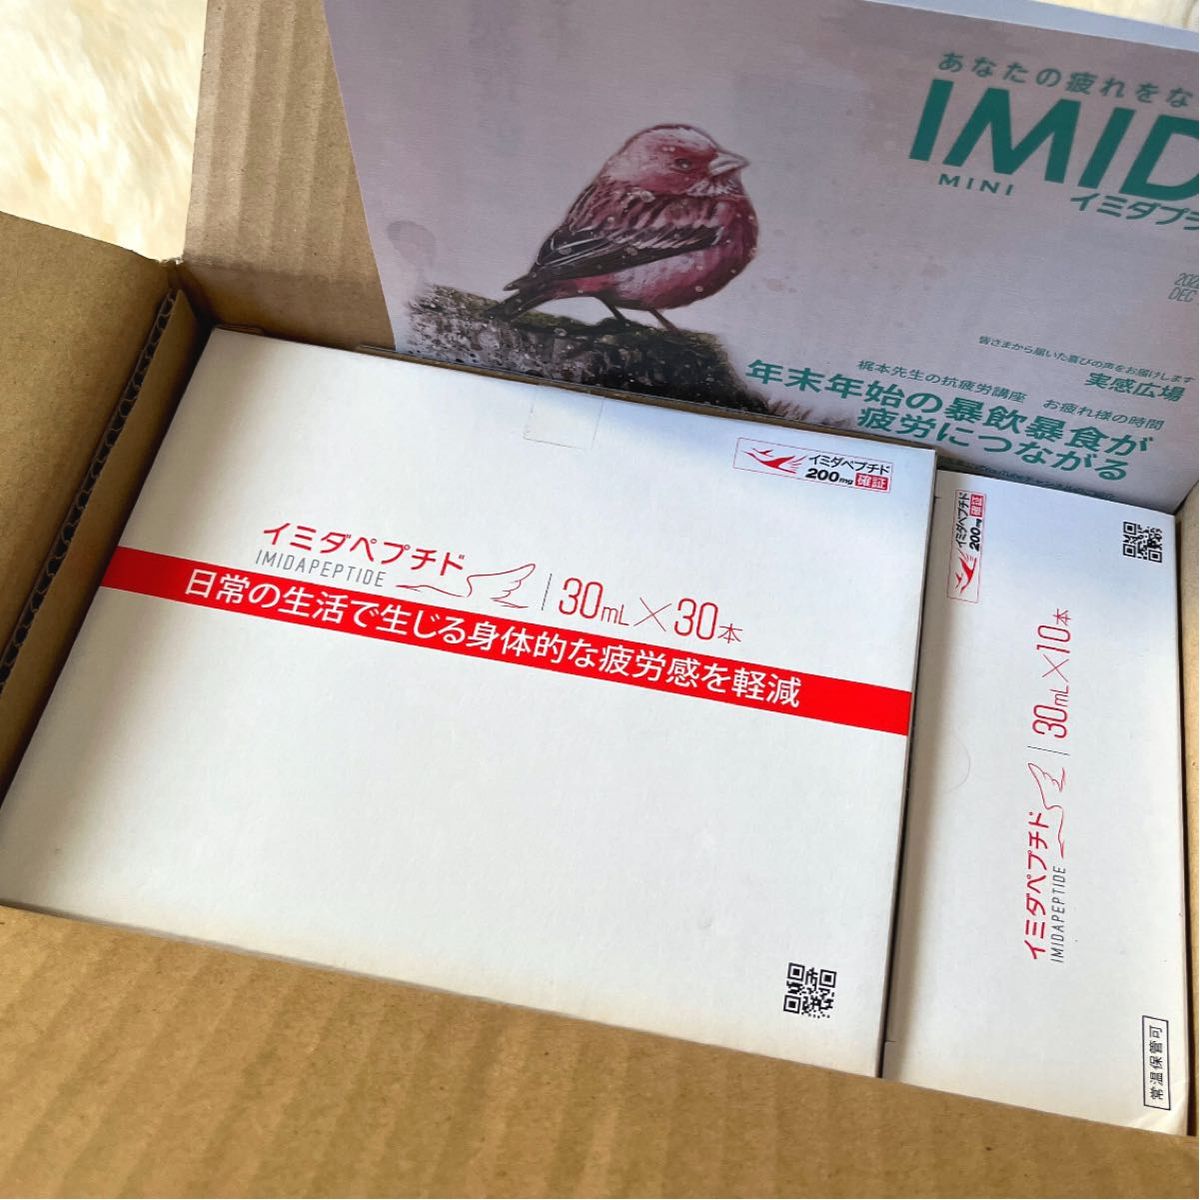 あなたの疲れをな
IMID
MINI
イミダプラ
DEC
皆さまから届いた喜びの声をお届けします
実感広場
梶本先生の抗疲労講座 お疲れ様の時間
年末年始の暴飲暴食が
疲労につながる
イミダペプチド
200mg 確証
イミダペプチド
IMIDAPEPTIDE
30mL×30本
日常の生活で生じる身体的な疲労感を軽減
イミダペプチド
200mg 確証
イミダペプチド
IMIDAPEPTIDE
30mL×10本
常温保管可